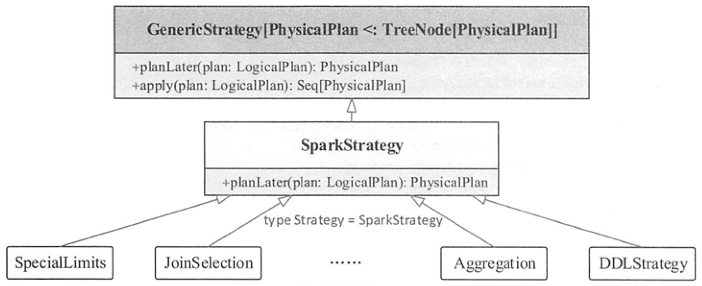 GenericStrategy[PhysicalPlan <: TreeNode[PhysicalPlan]]
+planLater(plan: LogicalPlan): PhysicalPlan
+apply(plan: LogicalPlan): Seq[PhysicalPlan]
SparkStrategy
+planLater(plan: LogicalPlan): PhysicalPlan
type Strategy = SparkStrategy
SpecialLimits
JoinSelection
······
Aggregation
DDLStrategy